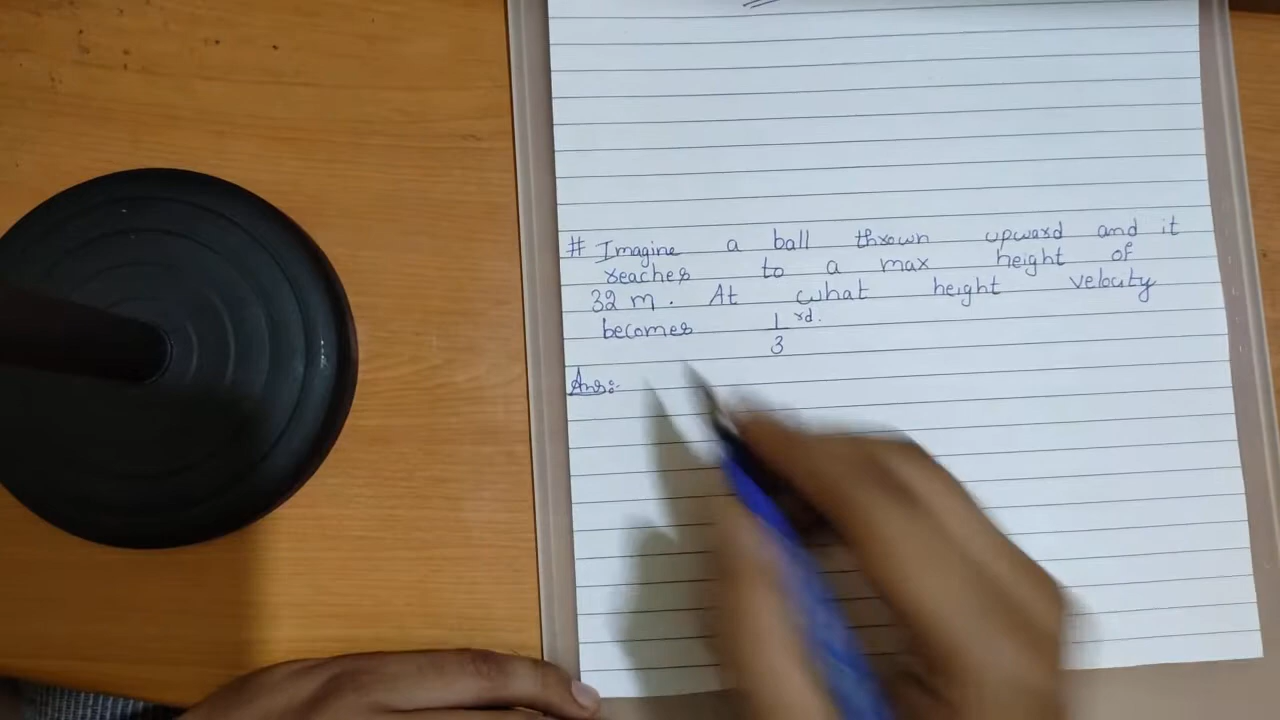 # Imagine a ball thrown upward and it
reaches to a max height of
32 m. At what height velocity
becomes 1/3 rd.
Ans:-